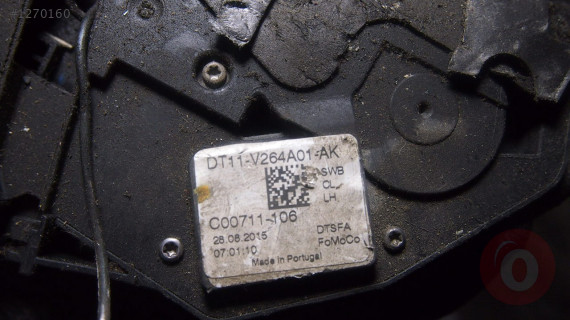 1270160
DT11-V264A01-AK
SWB
CL
LH
C00711-106
28.08.2015
DTSFA
07:01:10
FoMoCo
Made in Portugal